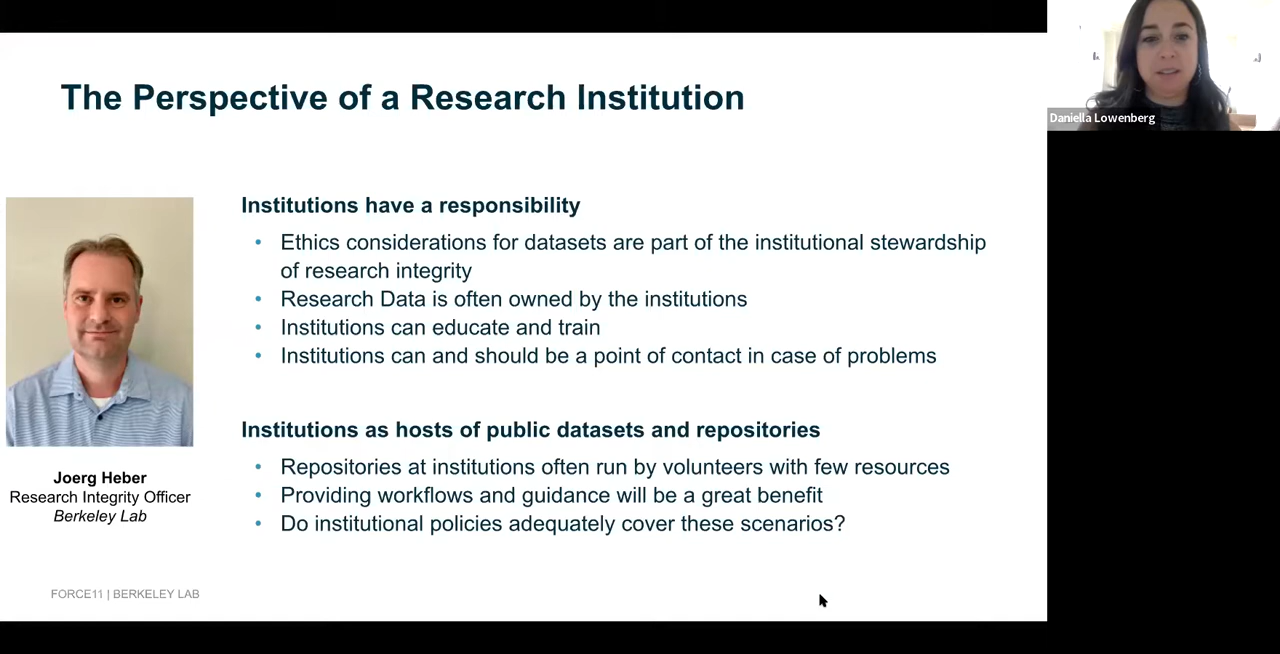 The Perspective of a Research Institution
Daniella Lowenberg
Institutions have a responsibility
• Ethics considerations for datasets are part of the institutional stewardship
of research integrity
• Research Data is often owned by the institutions
• Institutions can educate and train
• Institutions can and should be a point of contact in case of problems
Institutions as hosts of public datasets and repositories
• Repositories at institutions often run by volunteers with few resources
• Providing workflows and guidance will be a great benefit
• Do institutional policies adequately cover these scenarios?
Joerg Heber
Research Integrity Officer
Berkeley Lab
FORCE11 | BERKELEY LAB